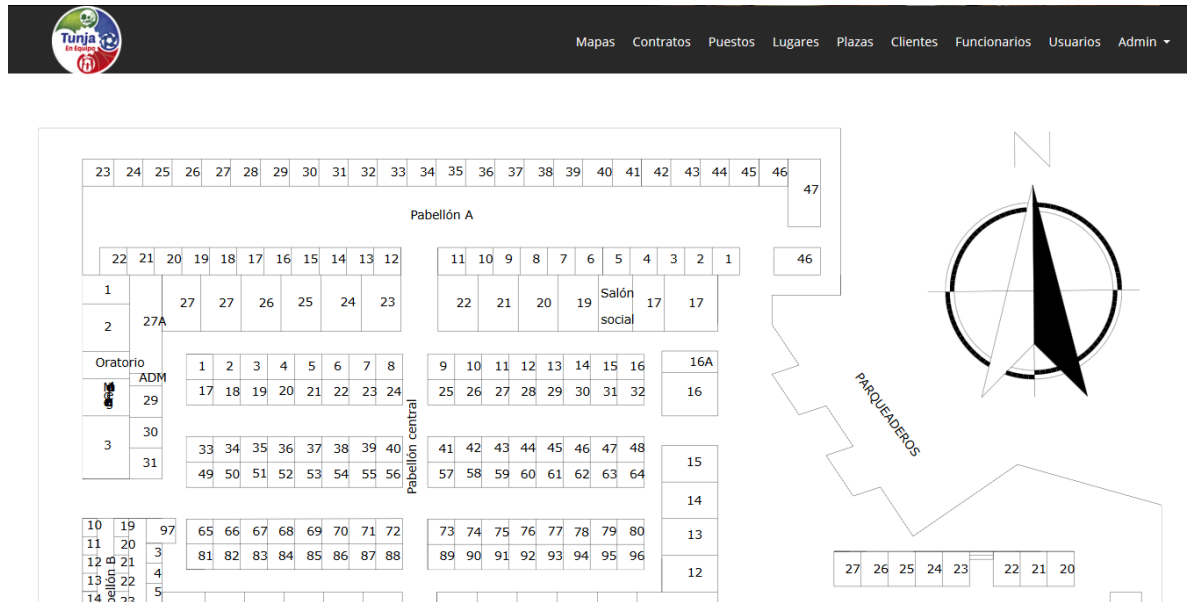 Tunja
En Equipo
Mapas Contratos Puestos Lugares Plazas Clientes Funcionarios Usuarios Admin
N
23 24 25 26 27 28 29 30 31 32 33 34 35 36 37 38 39 40 41 42 43 44 45 46
47
Pabellón A
22 21 20 19 18 17 16 15 14 13 12 11 10 9 8 7 6 5 4 3 2 1 46
1
27 27 26 25 24 23 22 21 20 19 Salón social 17 17
2 27A
Oratorio
1 2 3 4 5 6 7 8 9 10 11 12 13 14 15 16 16A
ADM
17 18 19 20 21 22 23 24 25 26 27 28 29 30 31 32 16
29
PARQUEADEROS
Pabellón central
30
3
33 34 35 36 37 38 39 40 41 42 43 44 45 46 47 48
31
15
49 50 51 52 53 54 55 56 57 58 59 60 61 62 63 64
14
10 19 97
65 66 67 68 69 70 71 72 73 74 75 76 77 78 79 80 13
11 20
3
81 82 83 84 85 86 87 88 89 90 91 92 93 94 95 96
12 21
4
12
27 26 25 24 23 22 21 20
13 22
5
14 23